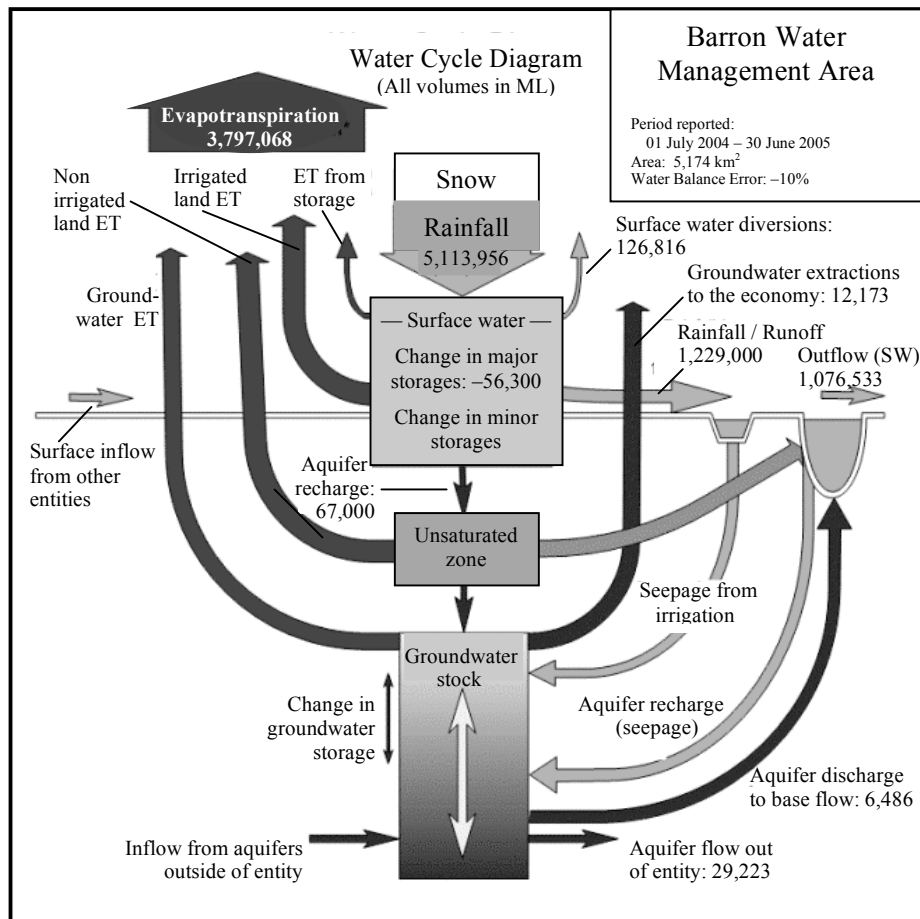 Water Cycle Diagram
(All volumes in ML)
Barron Water
Management Area
Period reported:
01 July 2004 – 30 June 2005
Area: 5,174 km²
Water Balance Error: –10%
Evapotranspiration
3,797,068
Non
irrigated
land ET
Irrigated
land ET
ET from
storage
Snow
Rainfall
5,113,956
Surface water diversions:
126,816
Groundwater extractions
to the economy: 12,173
Ground-
water ET
— Surface water —
Change in major
storages: –56,300
Change in minor
storages
Rainfall / Runoff
1,229,000
Outflow (SW)
1,076,533
Surface inflow
from other
entities
Aquifer
recharge:
67,000
Unsaturated
zone
Seepage from
irrigation
Groundwater
stock
Change in
groundwater
storage
Aquifer recharge
(seepage)
Aquifer discharge
to base flow: 6,486
Inflow from aquifers
outside of entity
Aquifer flow out
of entity: 29,223